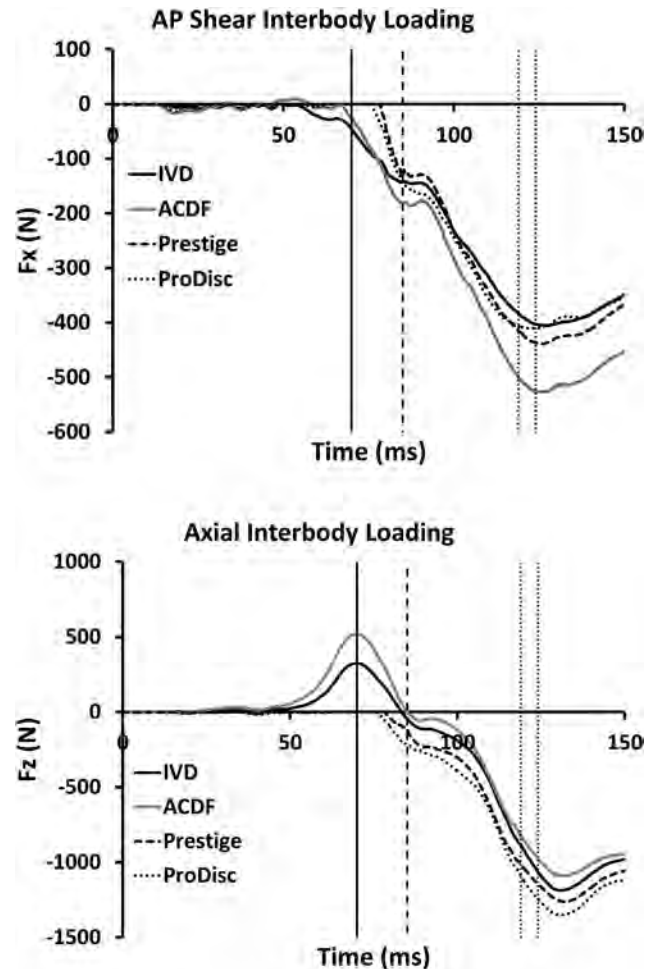 AP Shear Interbody Loading
100
0
0
50
100
150
-100
-200
-300
-400
-500
-600
IVD
ACDF
Prestige
ProDisc
Fx (N)
Time (ms)
Axial Interbody Loading
1000
500
0
0
50
100
150
-500
-1000
-1500
IVD
ACDF
Prestige
ProDisc
Fz (N)
Time (ms)